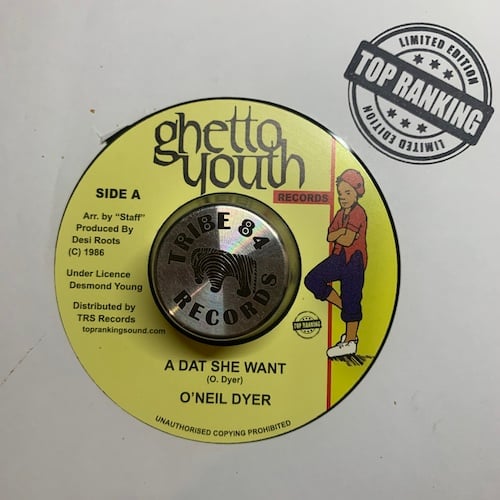 LIMITED EDITION
TOP RANKING
LIMITED EDITION
ghetto
youth
RECORDS
SIDE A
Arr. by "Staff"
Produced By
Desi Roots
(C) 1986
Under Licence
Desmond Young
Distributed by
TRS Records
toprankingsound.com
TRIBE 84
RECORDS
TOP RANKING
A DAT SHE WANT
(O. Dyer)
O'NEIL DYER
UNAUTHORISED COPYING PROHIBITED